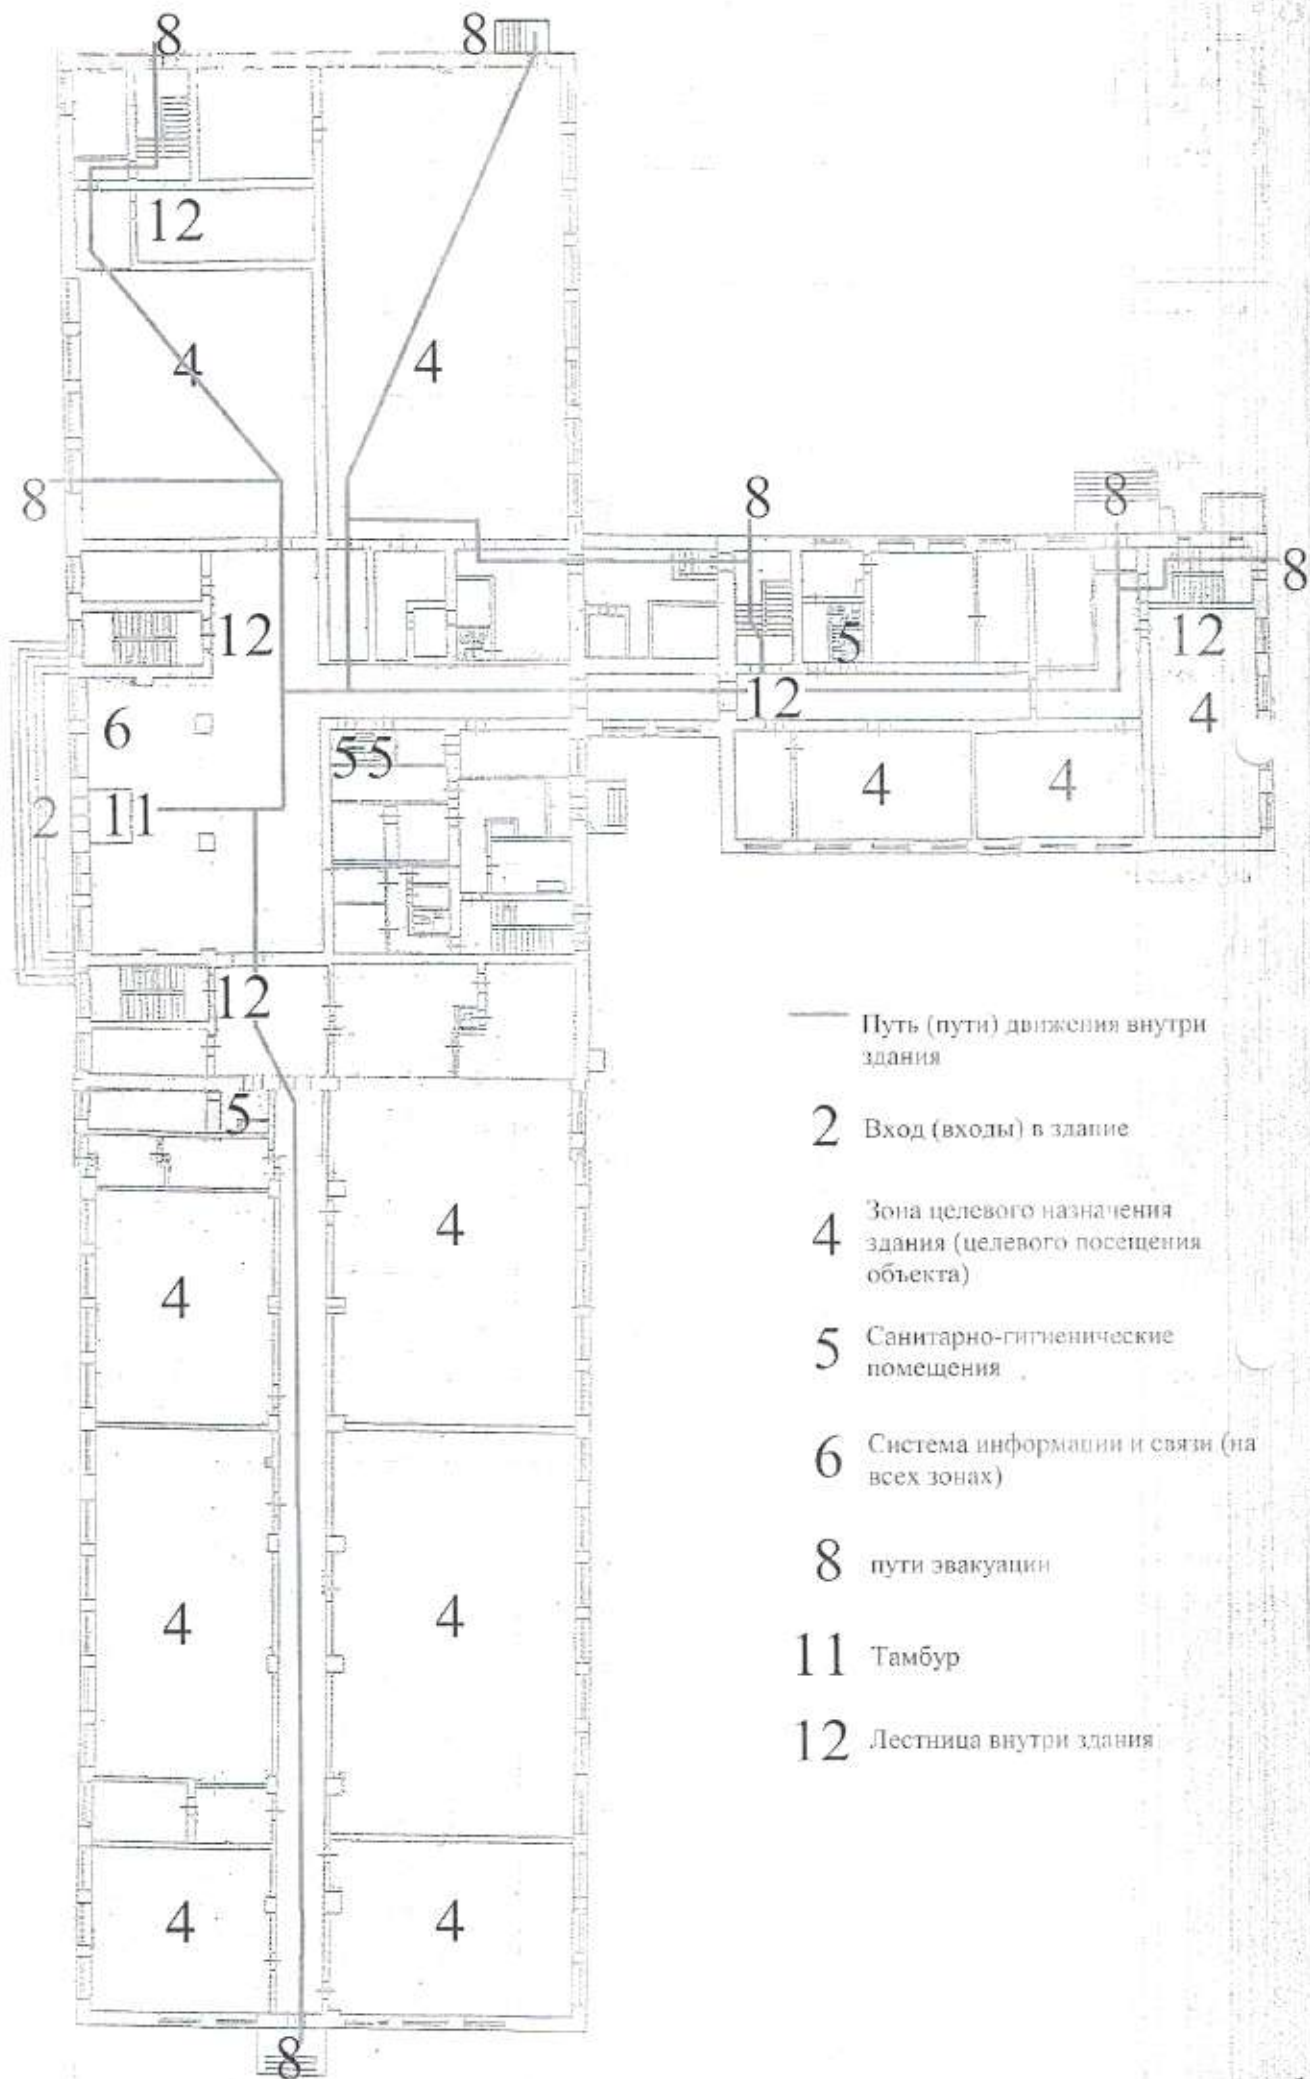 8 8
12
4 4
8
8 8
8
12
5
12
12
4
6
55
4 4
2
11
12
5
4
4
4
4
4
4
8
Путь (пути) движения внутри
здания
2 Вход (входы) в здание
4 Зона целевого назначения
здания (целевого посещения
объекта)
5 Санитарно-гигиенические
помещения
6 Система информации и связи (на
всех зонах)
8 пути эвакуации
11 Тамбур
12 Лестница внутри здания